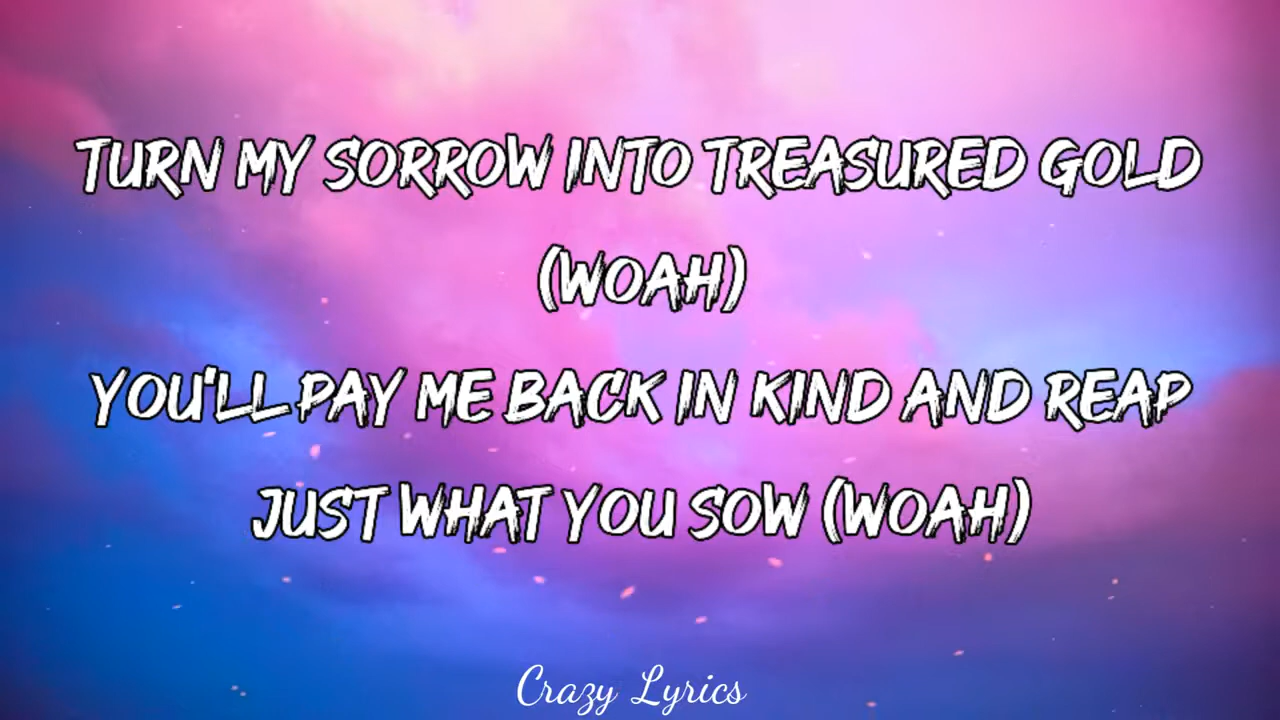 TURN MY SORROW INTO TREASURED GOLD
(WOAH)
YOU'LL PAY ME BACK IN KIND AND REAP
JUST WHAT YOU SOW (WOAH)
Crazy Lyrics